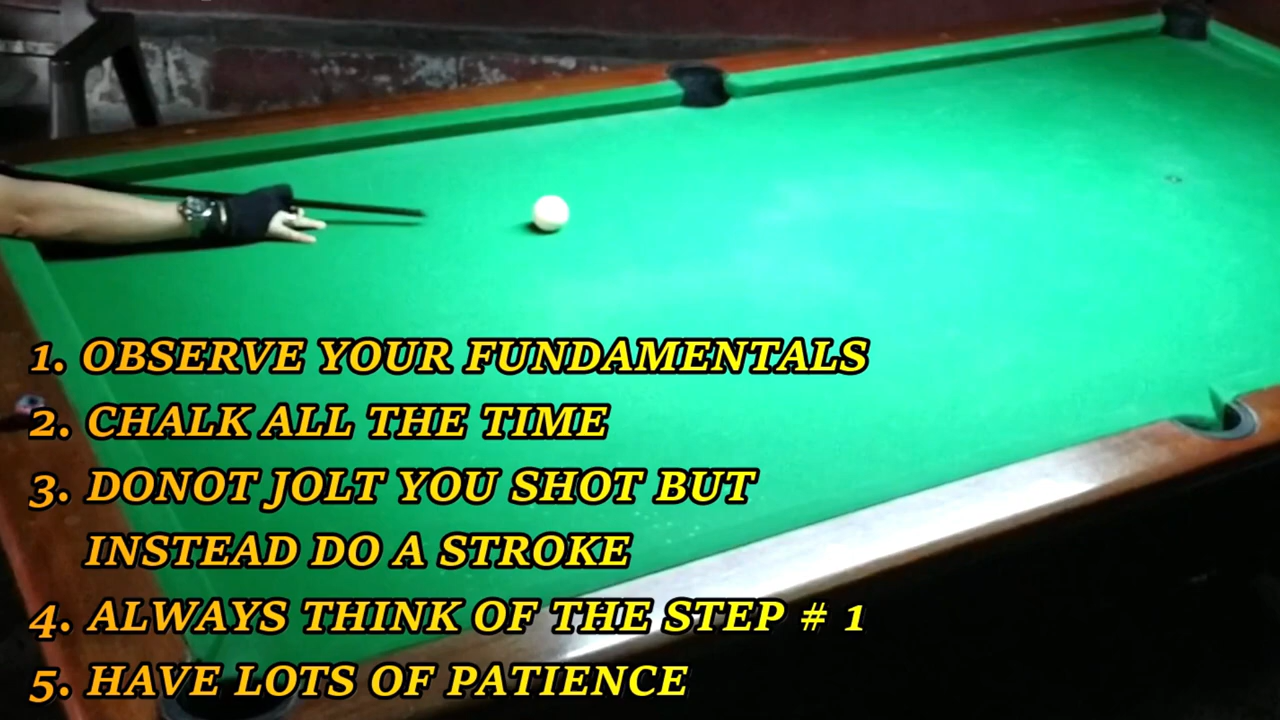 1. OBSERVE YOUR FUNDAMENTALS
2. CHALK ALL THE TIME
3. DONOT JOLT YOU SHOT BUT
INSTEAD DO A STROKE
4. ALWAYS THINK OF THE STEP # 1
5. HAVE LOTS OF PATIENCE